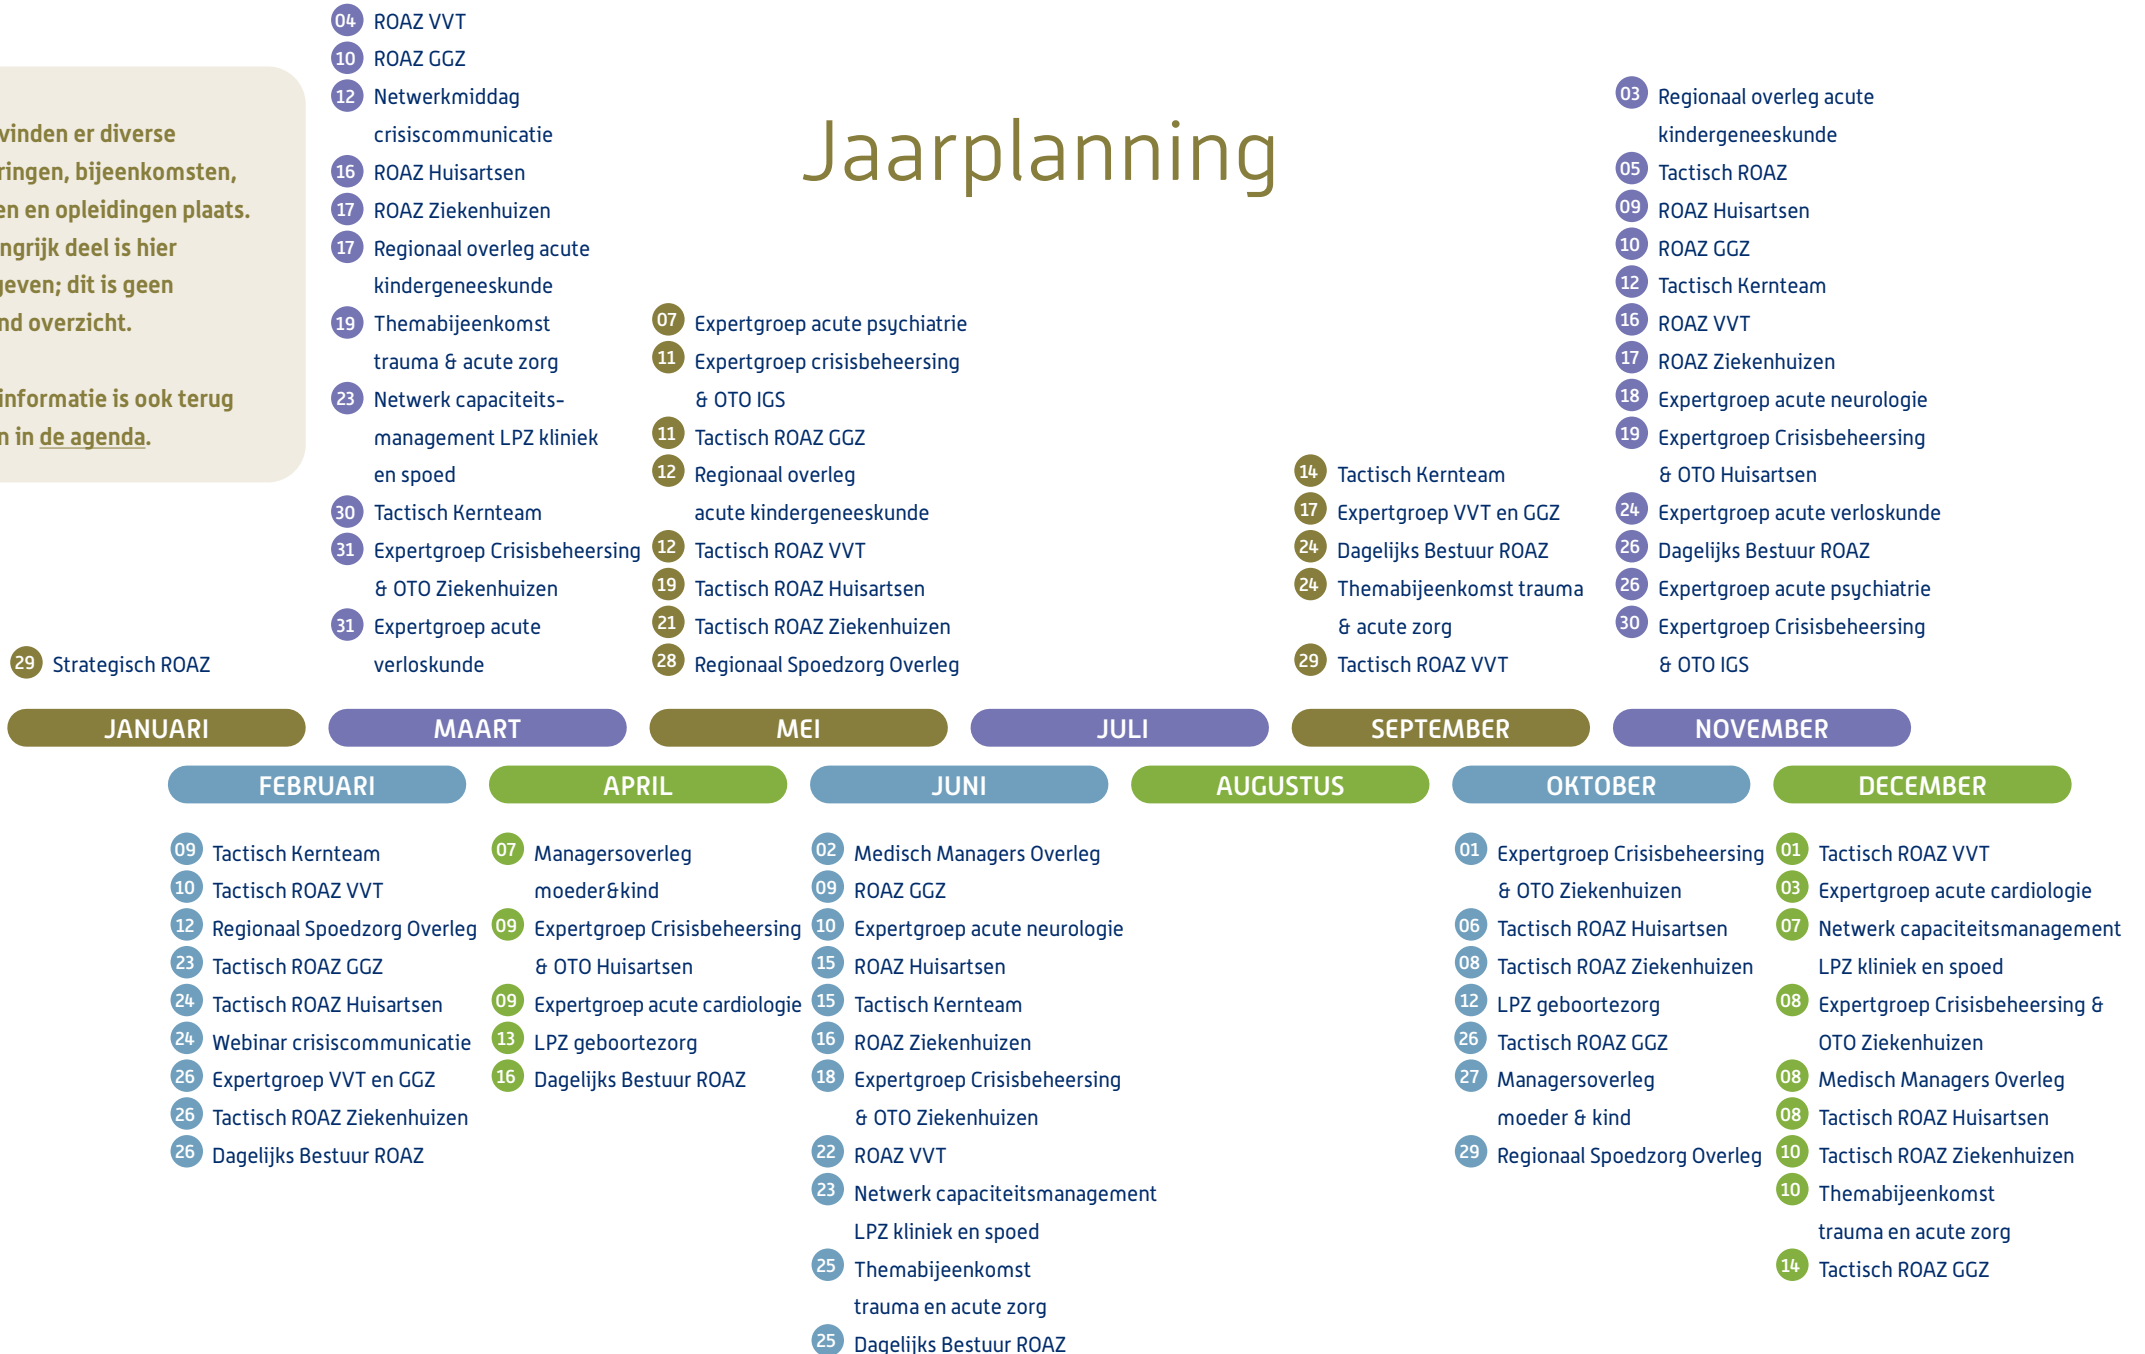 vinden er diverse
ringen, bijeenkomsten,
en en opleidingen plaats.
ngrijk deel is hier
geven; dit is geen
nd overzicht.
informatie is ook terug
n in de agenda.
Jaarplanning
29 Strategisch ROAZ
JANUARI
04 ROAZ VVT
10 ROAZ GGZ
12 Netwerkmiddag
crisiscommunicatie
16 ROAZ Huisartsen
17 ROAZ Ziekenhuizen
17 Regionaal overleg acute
kindergeneeskunde
19 Themabijeenkomst
trauma & acute zorg
23 Netwerk capaciteits-
management LPZ kliniek
en spoed
30 Tactisch Kernteam
31 Expertgroep Crisisbeheersing
& OTO Ziekenhuizen
31 Expertgroep acute
verloskunde
MAART
07 Expertgroep acute psychiatrie
11 Expertgroep crisisbeheersing
& OTO IGS
11 Tactisch ROAZ GGZ
12 Regionaal overleg
acute kindergeneeskunde
12 Tactisch ROAZ VVT
19 Tactisch ROAZ Huisartsen
21 Tactisch ROAZ Ziekenhuizen
28 Regionaal Spoedzorg Overleg
MEI
JULI
14 Tactisch Kernteam
17 Expertgroep VVT en GGZ
24 Dagelijks Bestuur ROAZ
24 Themabijeenkomst trauma
& acute zorg
29 Tactisch ROAZ VVT
SEPTEMBER
03 Regionaal overleg acute
kindergeneeskunde
05 Tactisch ROAZ
09 ROAZ Huisartsen
10 ROAZ GGZ
12 Tactisch Kernteam
16 ROAZ VVT
17 ROAZ Ziekenhuizen
18 Expertgroep acute neurologie
19 Expertgroep Crisisbeheersing
& OTO Huisartsen
24 Expertgroep acute verloskunde
26 Dagelijks Bestuur ROAZ
26 Expertgroep acute psychiatrie
30 Expertgroep Crisisbeheersing
& OTO IGS
NOVEMBER
FEBRUARI
09 Tactisch Kernteam
10 Tactisch ROAZ VVT
12 Regionaal Spoedzorg Overleg
23 Tactisch ROAZ GGZ
24 Tactisch ROAZ Huisartsen
24 Webinar crisiscommunicatie
26 Expertgroep VVT en GGZ
26 Tactisch ROAZ Ziekenhuizen
26 Dagelijks Bestuur ROAZ
APRIL
07 Managersoverleg
moeder&kind
09 Expertgroep Crisisbeheersing
& OTO Huisartsen
09 Expertgroep acute cardiologie
13 LPZ geboortezorg
16 Dagelijks Bestuur ROAZ
JUNI
02 Medisch Managers Overleg
09 ROAZ GGZ
10 Expertgroep acute neurologie
15 ROAZ Huisartsen
15 Tactisch Kernteam
16 ROAZ Ziekenhuizen
18 Expertgroep Crisisbeheersing
& OTO Ziekenhuizen
22 ROAZ VVT
23 Netwerk capaciteitsmanagement
LPZ kliniek en spoed
25 Themabijeenkomst
trauma en acute zorg
25 Dagelijks Bestuur ROAZ
AUGUSTUS
OKTOBER
01 Expertgroep Crisisbeheersing
& OTO Ziekenhuizen
06 Tactisch ROAZ Huisartsen
08 Tactisch ROAZ Ziekenhuizen
12 LPZ geboortezorg
26 Tactisch ROAZ GGZ
27 Managersoverleg
moeder & kind
29 Regionaal Spoedzorg Overleg
DECEMBER
01 Tactisch ROAZ VVT
03 Expertgroep acute cardiologie
07 Netwerk capaciteitsmanagement
LPZ kliniek en spoed
08 Expertgroep Crisisbeheersing &
OTO Ziekenhuizen
08 Medisch Managers Overleg
08 Tactisch ROAZ Huisartsen
10 Tactisch ROAZ Ziekenhuizen
10 Themabijeenkomst
trauma en acute zorg
14 Tactisch ROAZ GGZ